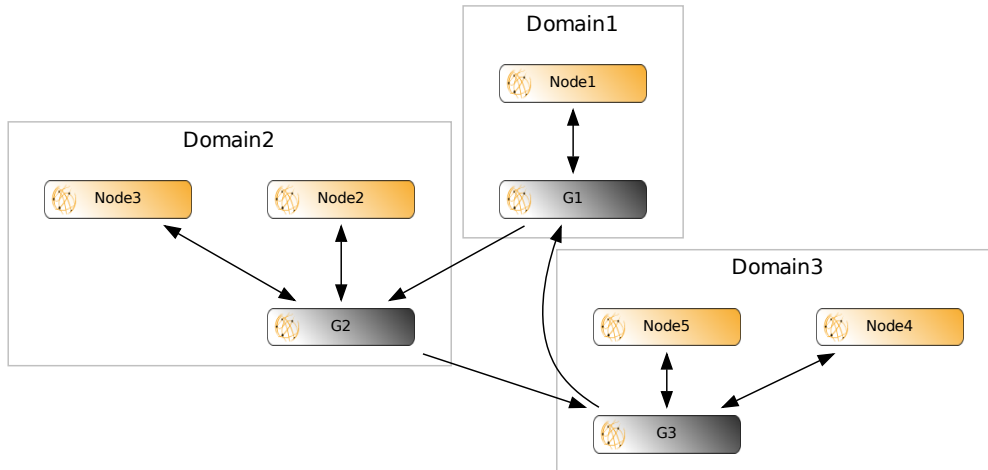 Domain1
Node1
G1
Domain2
Node3
Node2
G2
Domain3
Node5
Node4
G3